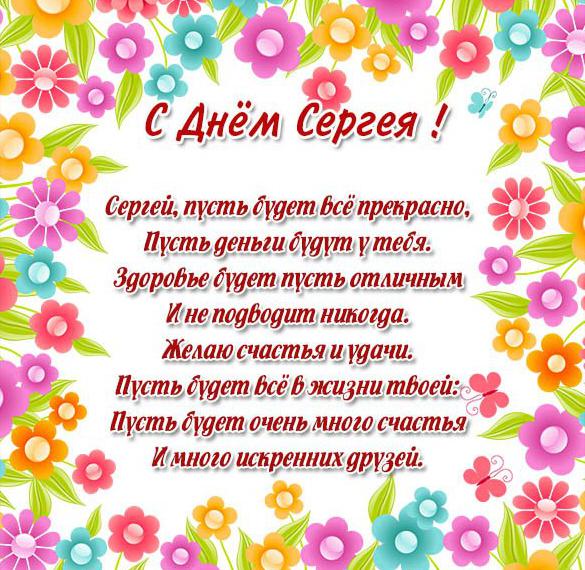 С Днём Сергея !
Сергей, пусть будет всё прекрасно,
Пусть деньги будут у тебя.
Здоровье будет пусть отличным
И не подводит никогда.
Желаю счастья и удачи.
Пусть будет всё в жизни твоей:
Пусть будет очень много счастья
И много искренних друзей.